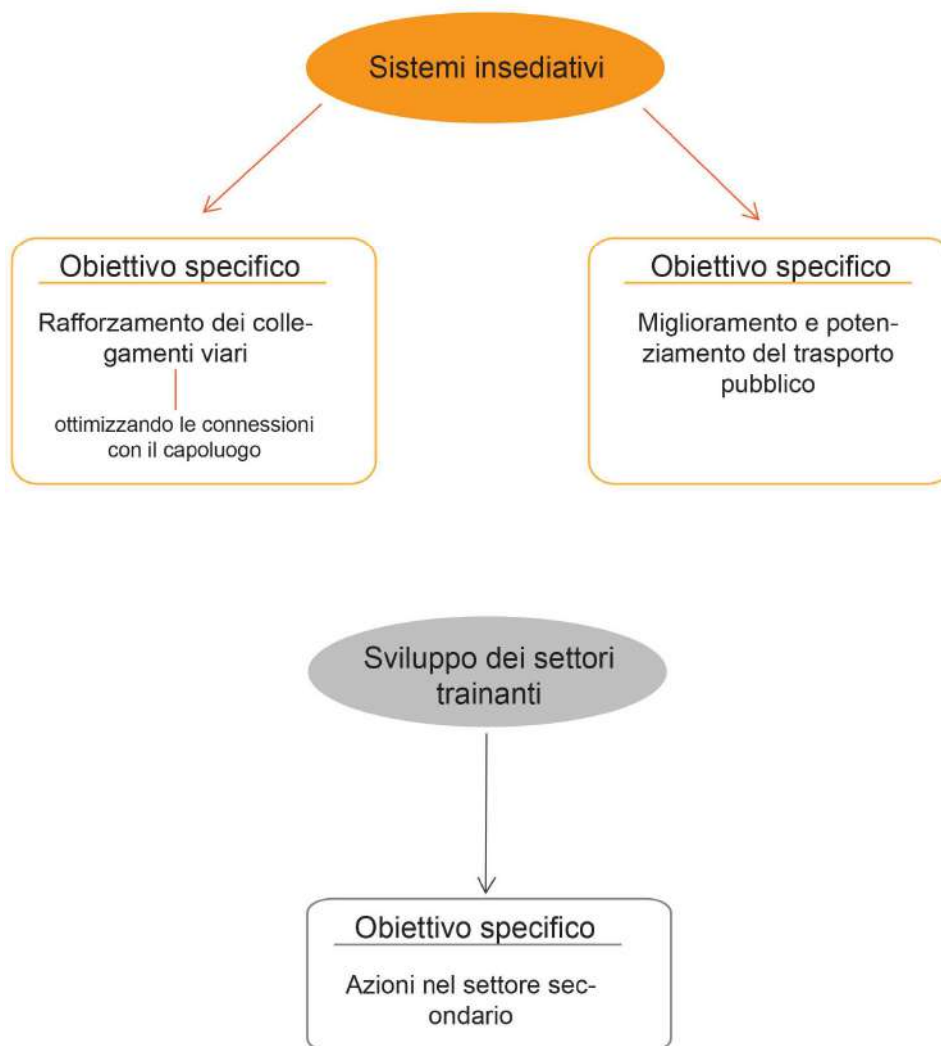 Sistemi insediativi
Obiettivo specifico
Rafforzamento dei colle-
gamenti viari
ottimizzando le connessioni
con il capoluogo
Obiettivo specifico
Miglioramento e poten-
ziamento del trasporto
pubblico
Sviluppo dei settori
trainanti
Obiettivo specifico
Azioni nel settore sec-
ondario